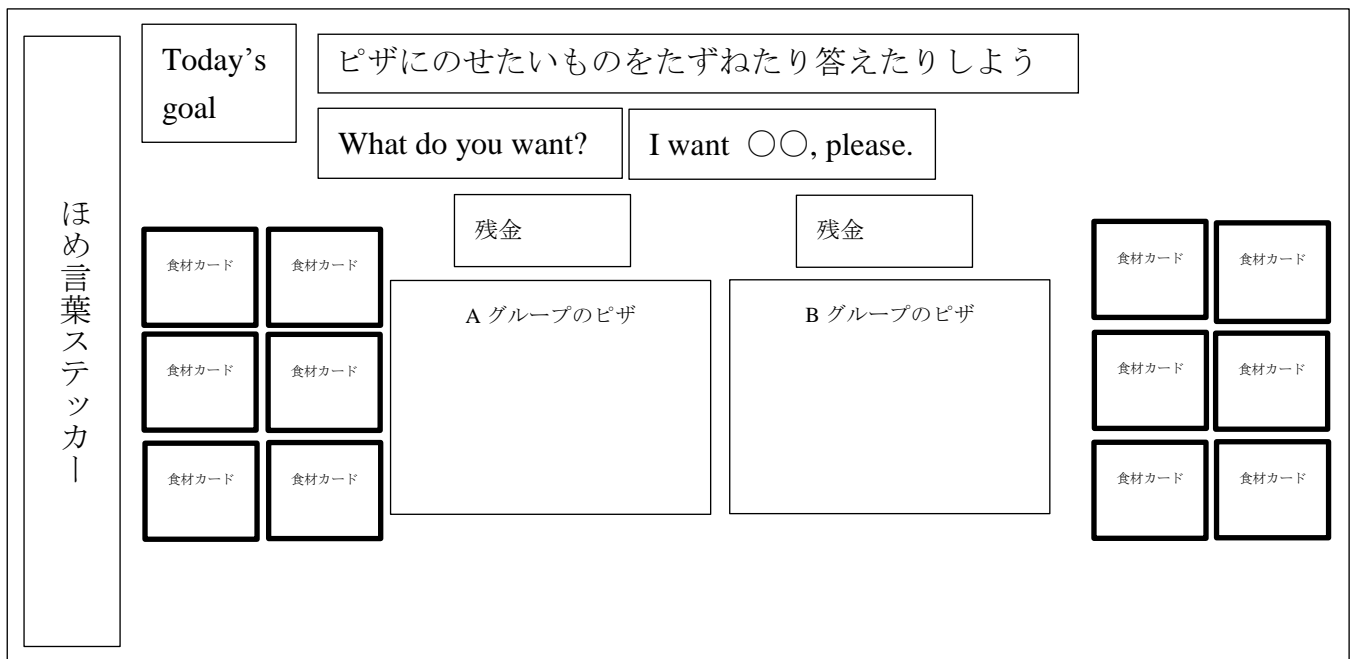 Today's
goal
ピザにのせたいものをたずねたり答えたりしよう
What do you want?
I want ○○, please.
ほめ言葉ステッカー
残金
残金
食材カード
食材カード
食材カード
食材カード
食材カード
食材カード
A グループのピザ
B グループのピザ
食材カード
食材カード
食材カード
食材カード
食材カード
食材カード